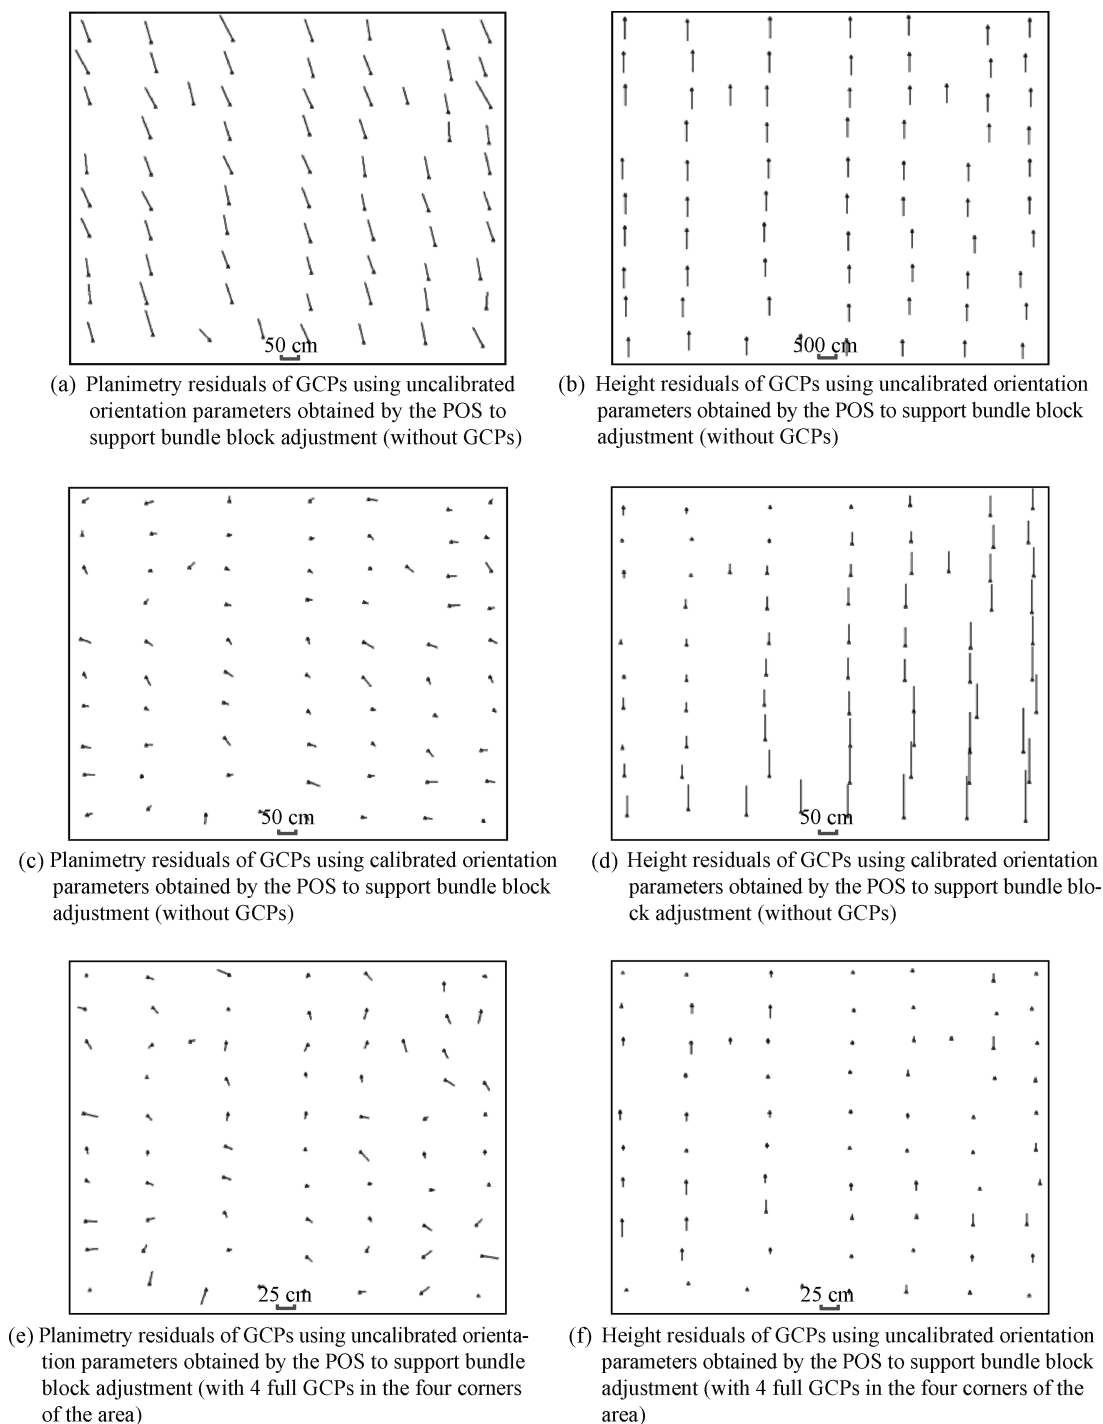 50 cm
500 cm
(a) Planimetry residuals of GCPs using uncalibrated
orientation parameters obtained by the POS to
support bundle block adjustment (without GCPs)
(b) Height residuals of GCPs using uncalibrated orientation
parameters obtained by the POS to support bundle block
adjustment (without GCPs)
50 cm
50 cm
(c) Planimetry residuals of GCPs using calibrated orientation
parameters obtained by the POS to support bundle block
adjustment (without GCPs)
(d) Height residuals of GCPs using calibrated orientation
parameters obtained by the POS to support bundle blo-
ck adjustment (without GCPs)
25 cm
25 cm
(e) Planimetry residuals of GCPs using uncalibrated orienta-
tion parameters obtained by the POS to support bundle
block adjustment (with 4 full GCPs in the four corners
of the area)
(f) Height residuals of GCPs using uncalibrated orientation
parameters obtained by the POS to support bundle block
adjustment (with 4 full GCPs in the four corners of the
area)